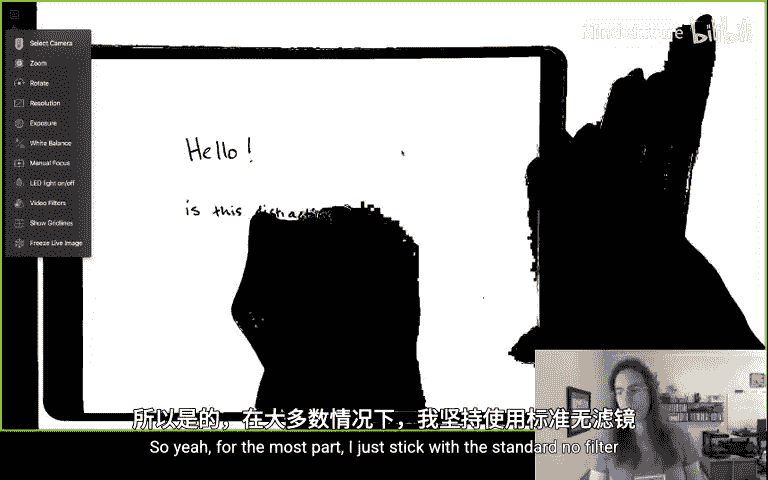 Select Camera
Zoom
Rotate
Resolution
Exposure
White Balance
Manual Focus
LED light on/off
Video Filters
Show Gridlines
Freeze Live Image
Hello!
is this
所以是的，在大多数情况下，我坚持使用标准无滤镜
So yeah, for the most part, I just stick with the standard no filter